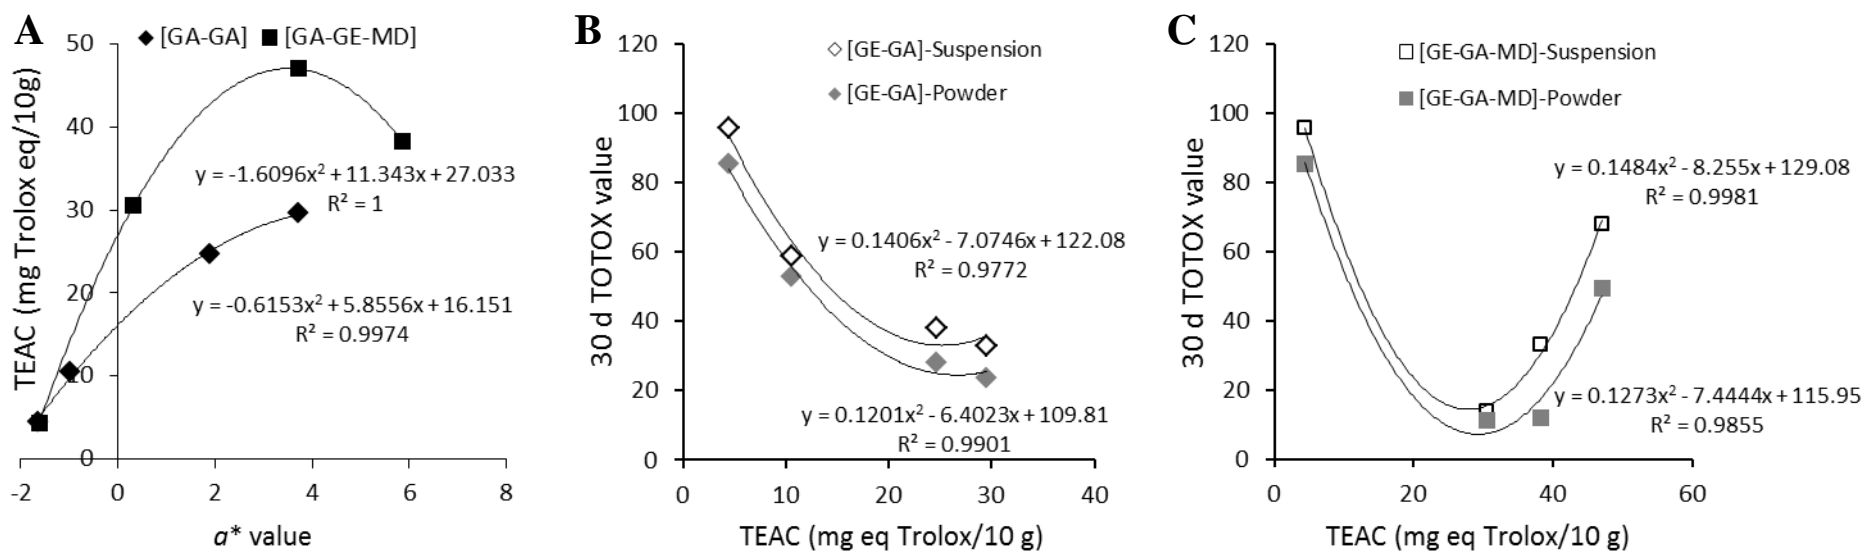 A
[GA-GA] [GA-GE-MD]
TEAC (mg Trolox eq/10g)
50
40
30
20
10
0
y = -1.6096x² + 11.343x + 27.033
R² = 1
y = -0.6153x² + 5.8556x + 16.151
R² = 0.9974
-2 0 2 4 6 8
a* value
B
[GE-GA]-Suspension
[GE-GA]-Powder
30 d TOTOX value
120
100
80
60
40
20
0
y = 0.1406x² - 7.0746x + 122.08
R² = 0.9772
y = 0.1201x² - 6.4023x + 109.81
R² = 0.9901
0 10 20 30 40
TEAC (mg eq Trolox/10 g)
C
[GE-GA-MD]-Suspension
[GE-GA-MD]-Powder
30 d TOTOX value
120
100
80
60
40
20
0
y = 0.1484x² - 8.255x + 129.08
R² = 0.9981
y = 0.1273x² - 7.4444x + 115.95
R² = 0.9855
0 20 40 60
TEAC (mg eq Trolox/10 g)